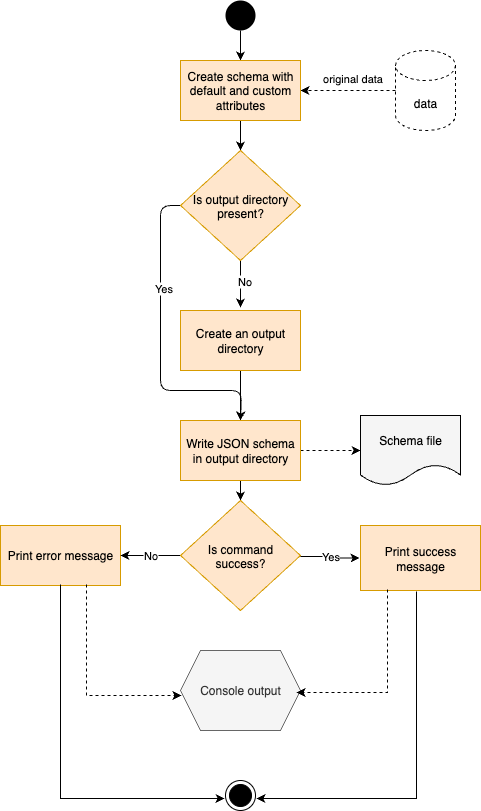 Create schema with
default and custom
attributes
original data
data
Is output directory
present?
Yes
No
Create an output
directory
Write JSON schema
in output directory
Schema file
Is command
success?
Print error message
No
Yes
Print success
message
Console output